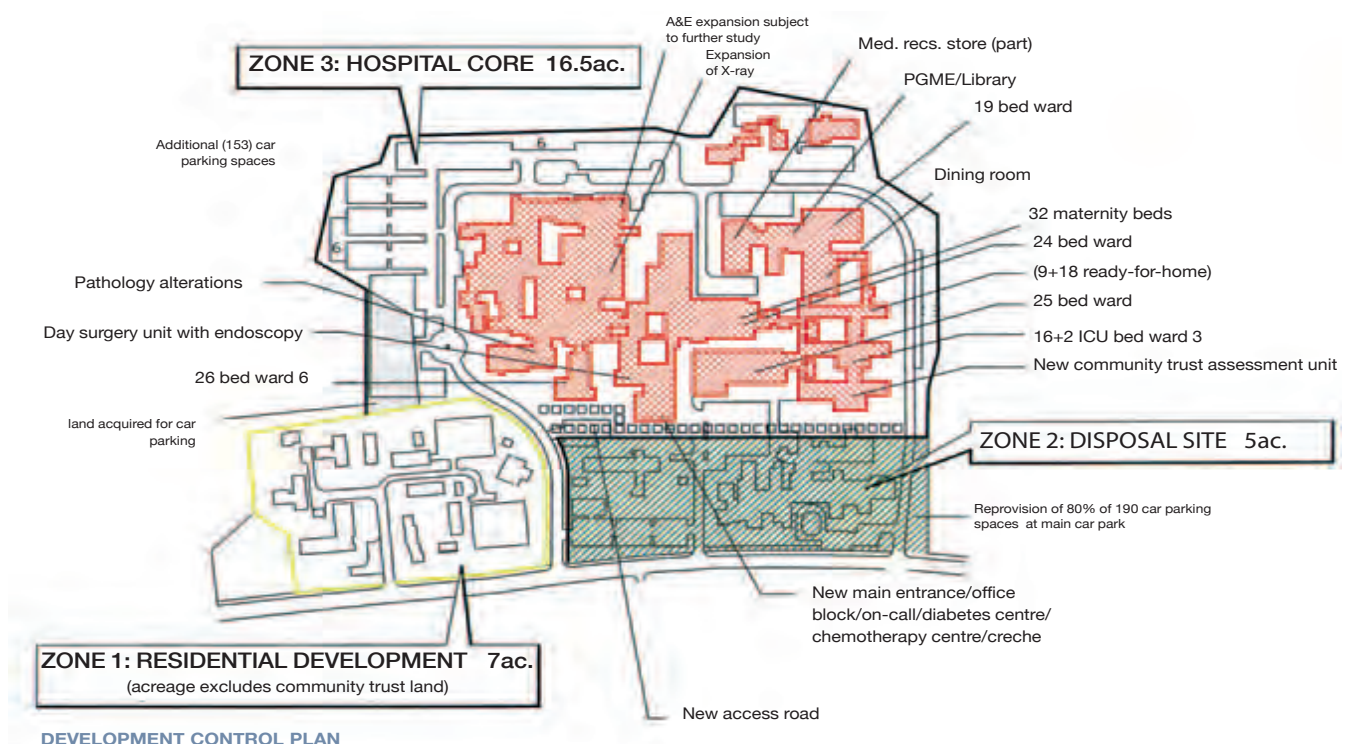 A&E expansion subject
to further study
Expansion
of X-ray
Med. recs. store (part)
ZONE 3: HOSPITAL CORE 16.5ac.
PGME/Library
19 bed ward
Additional (153) car
parking spaces
6
6
Dining room
32 maternity beds
24 bed ward
(9+18 ready-for-home)
25 bed ward
16+2 ICU bed ward 3
New community trust assessment unit
Pathology alterations
Day surgery unit with endoscopy
26 bed ward 6
land acquired for car
parking
ZONE 2: DISPOSAL SITE 5ac.
Reprovision of 80% of 190 car parking
spaces at main car park
New main entrance/office
block/on-call/diabetes centre/
chemotherapy centre/creche
ZONE 1: RESIDENTIAL DEVELOPMENT 7ac.
(acreage excludes community trust land)
New access road
DEVELOPMENT CONTROL PLAN